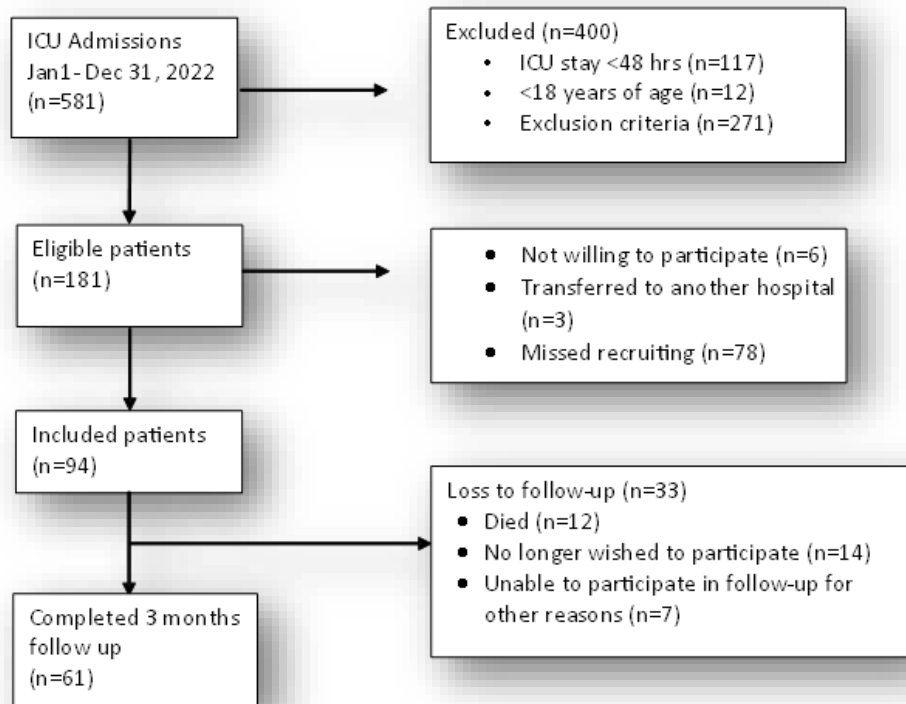 ICU Admissions
Jan1- Dec 31, 2022
(n=581)
Excluded (n=400)
• ICU stay <48 hrs (n=117)
• <18 years of age (n=12)
• Exclusion criteria (n=271)
Eligible patients
(n=181)
● Not willing to participate (n=6)
● Transferred to another hospital
(n=3)
● Missed recruiting (n=78)
Included patients
(n=94)
Loss to follow-up (n=33)
● Died (n=12)
● No longer wished to participate (n=14)
● Unable to participate in follow-up for
other reasons (n=7)
Completed 3 months
follow up
(n=61)